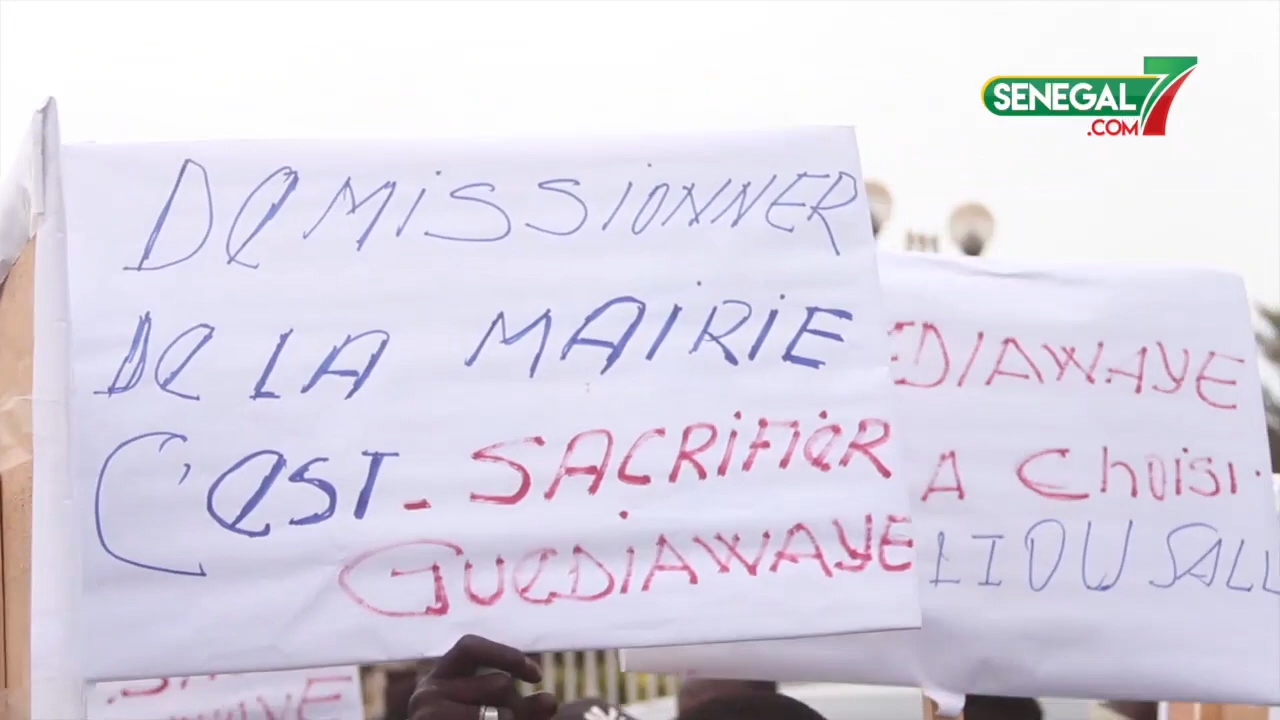 SENEGAL7
.COM
DeMiSSiONNER
De LA MAiRiE
C'eST - SACRiFieR
GUeDiAWAYE
EDIAWAYE
A Choisi.
LIOU SALL